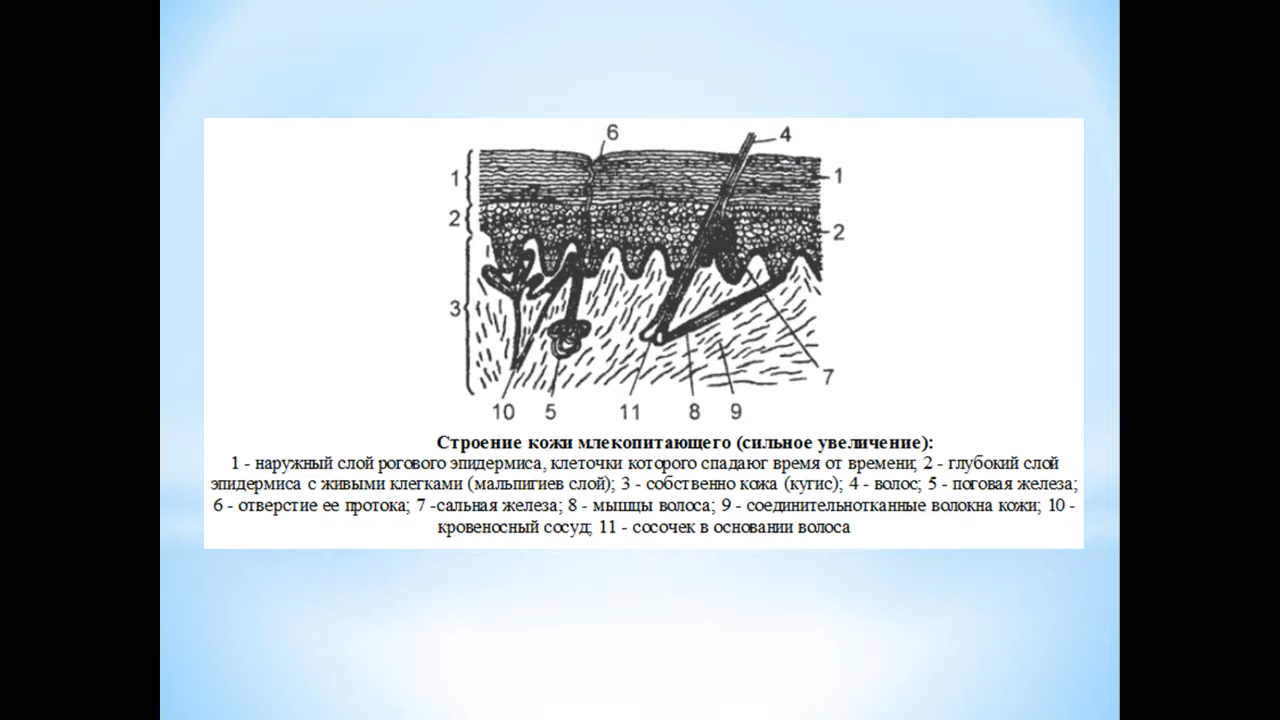 6
4
1
1
2
2
3
7
10 5 11 8 9
Строение кожи млекопитающего (сильное увеличение):
1 - наружный слой рогового эпидермиса, клеточки которого спадают время от времени; 2 - глубокий слой
эпидермиса с живыми клетками (мальпигиев слой); 3 - собственно кожа (кутис); 4 - волос; 5 - потовая железа;
6 - отверстие ее протока; 7 -сальная железа; 8 - мышцы волоса; 9 - соединительнотканные волокна кожи; 10 -
кровеносный сосуд; 11 - сосочек в основании волоса